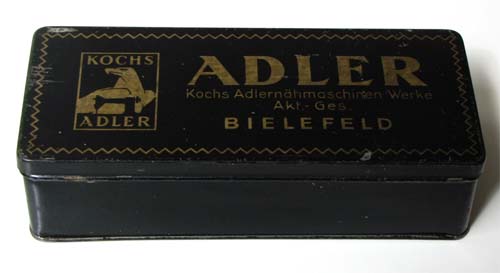 KOCHS
ADLER
ADLER
Kochs Adlernähmaschinen Werke
Akt.-Ges.
BIELEFELD